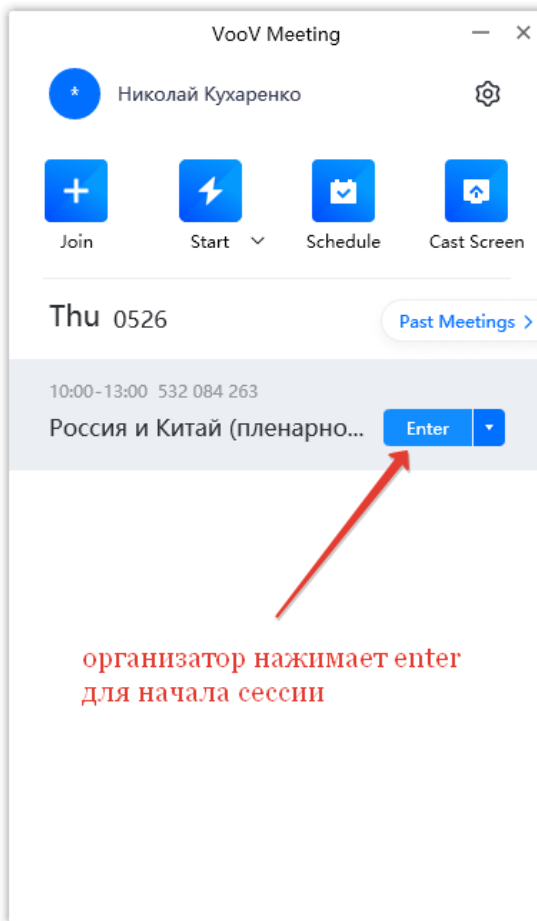 VooV Meeting
* Николай Кухаренко
Join Start Schedule Cast Screen
Thu 0526 Past Meetings >
10:00-13:00 532 084 263
Россия и Китай (пленарно... Enter
организатор нажимает enter
для начала сессии